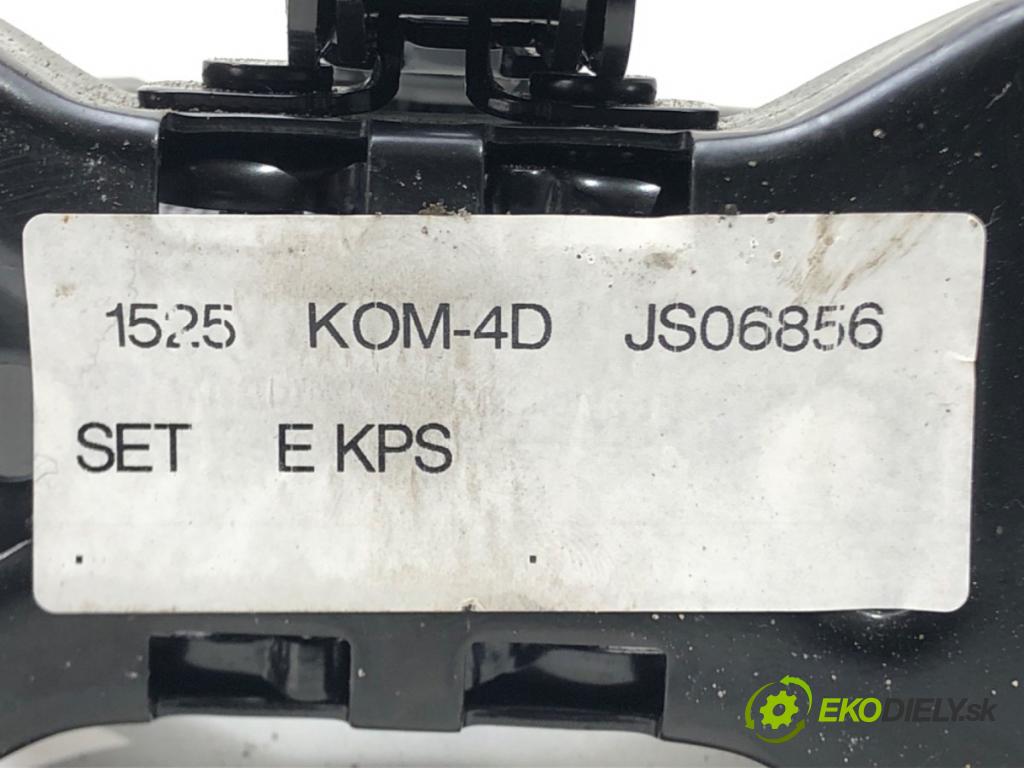 1525 KOM-4D JS06856
SET E KPS
EKODIELY.sk